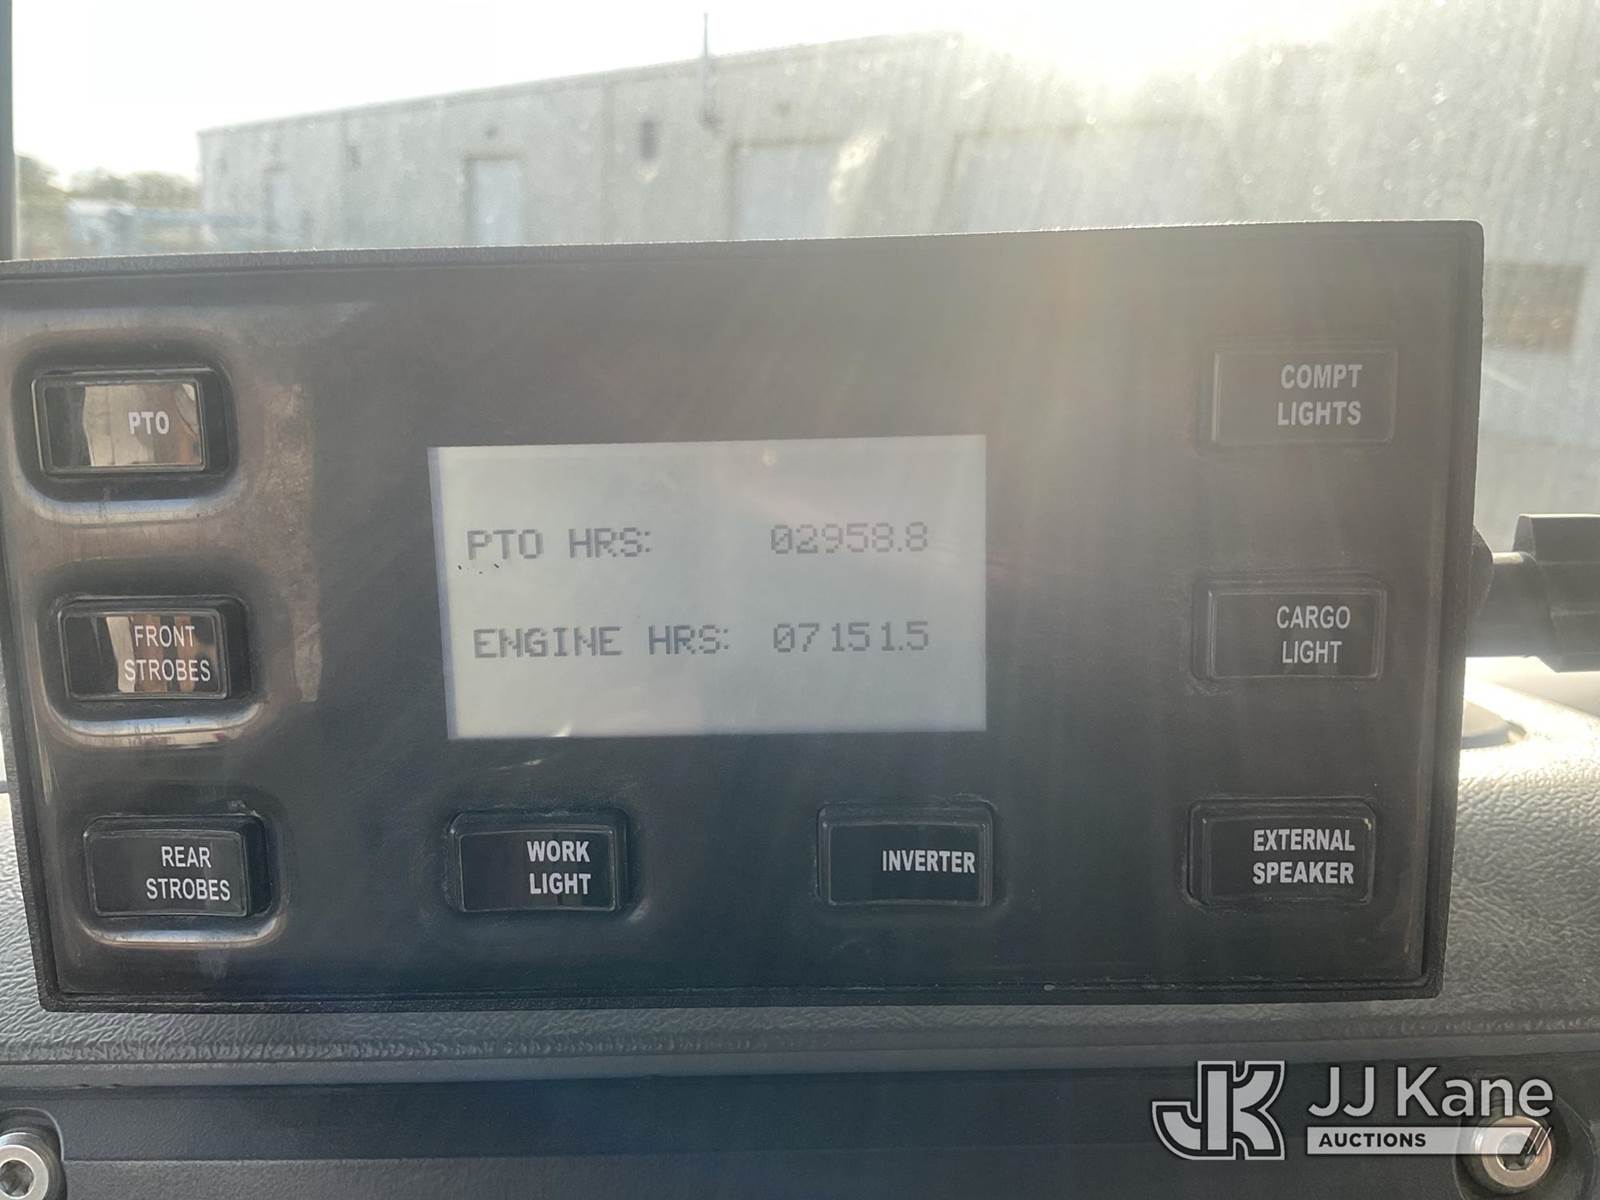 PTO
COMPT
LIGHTS
PTO HRS: 02958.8
ENGINE HRS: 07151.5
FRONT
STROBES
CARGO
LIGHT
REAR
STROBES
WORK
LIGHT
INVERTER
EXTERNAL
SPEAKER
JK JJ Kane
AUCTIONS